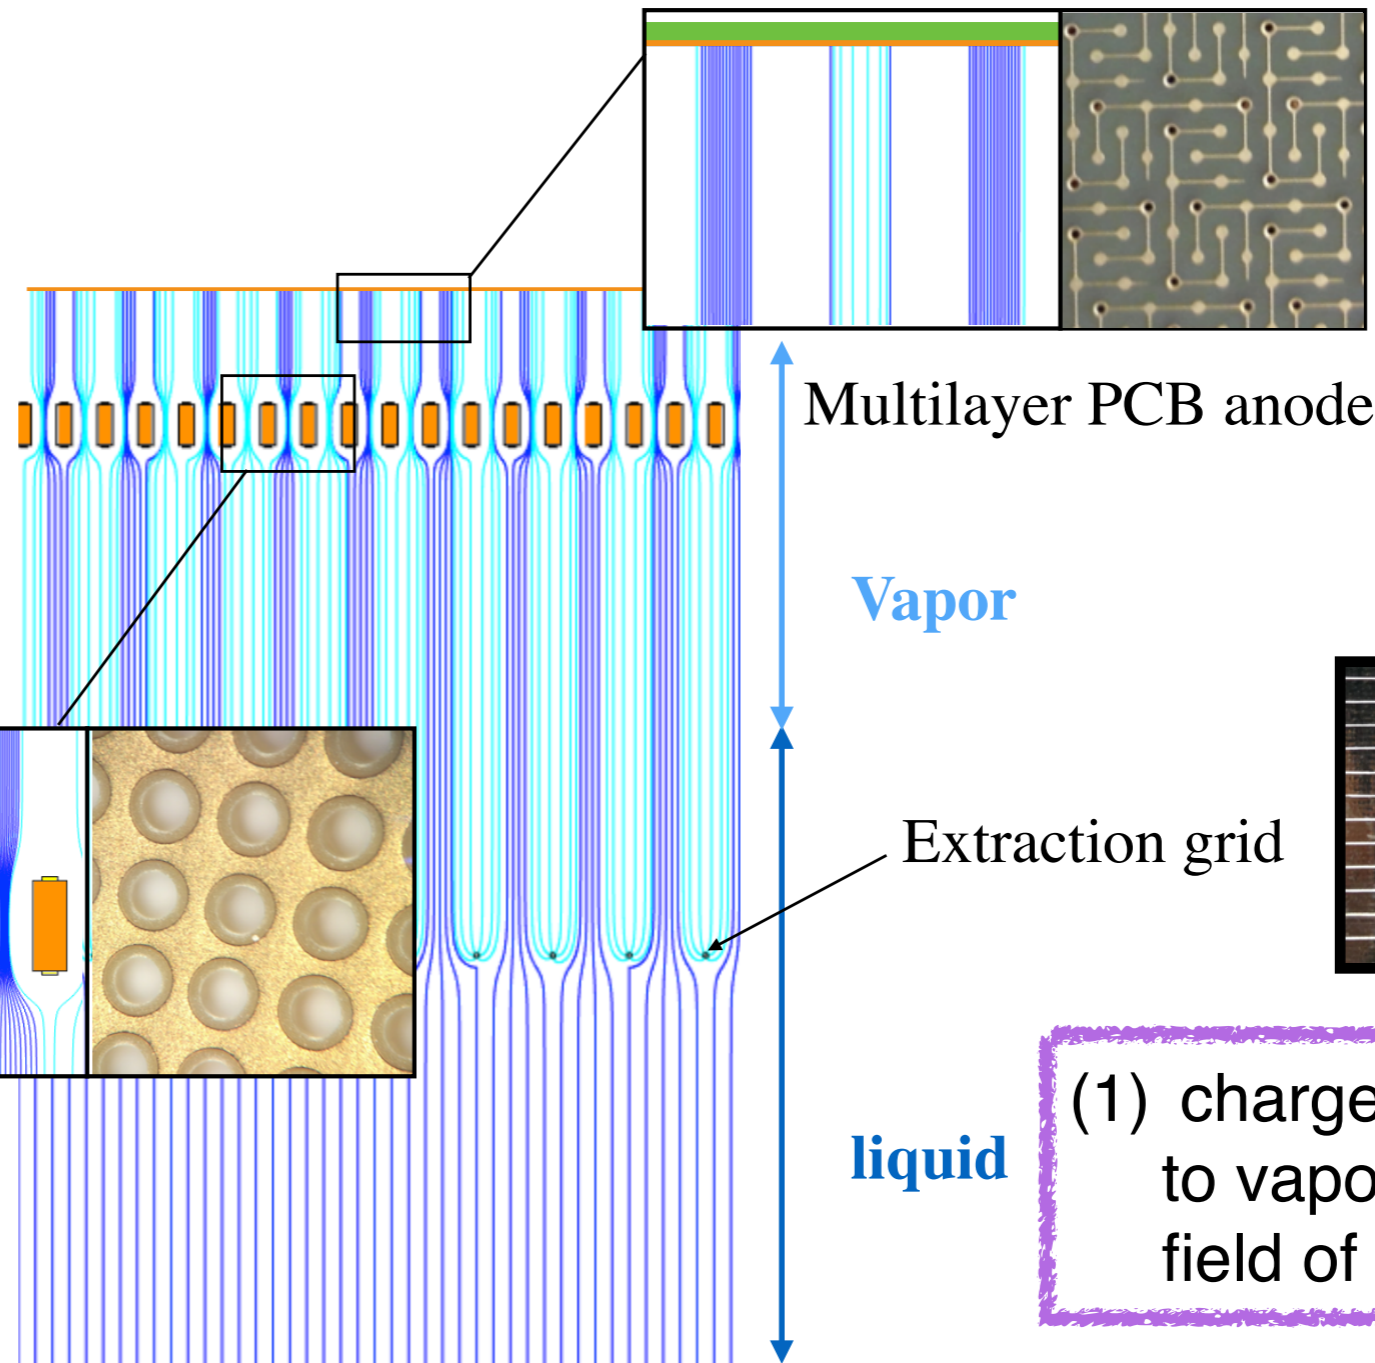 Multilayer PCB anode
Vapor
Extraction grid
liquid
(1) charge
to vapo
field of